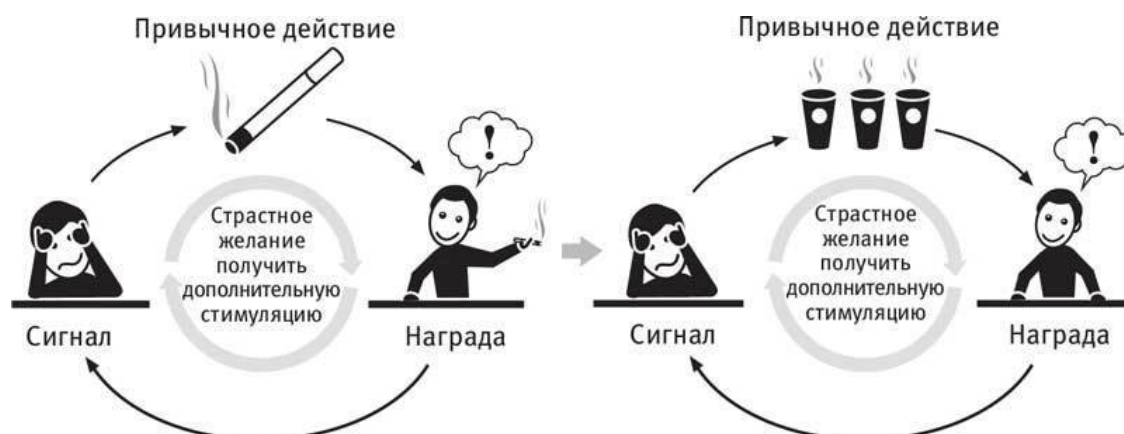 Привычное действие
!
Страстное
желание
получить
дополнительную
стимуляцию
Сигнал
Награда
Привычное действие
!
Страстное
желание
получить
дополнительную
стимуляцию
Сигнал
Награда